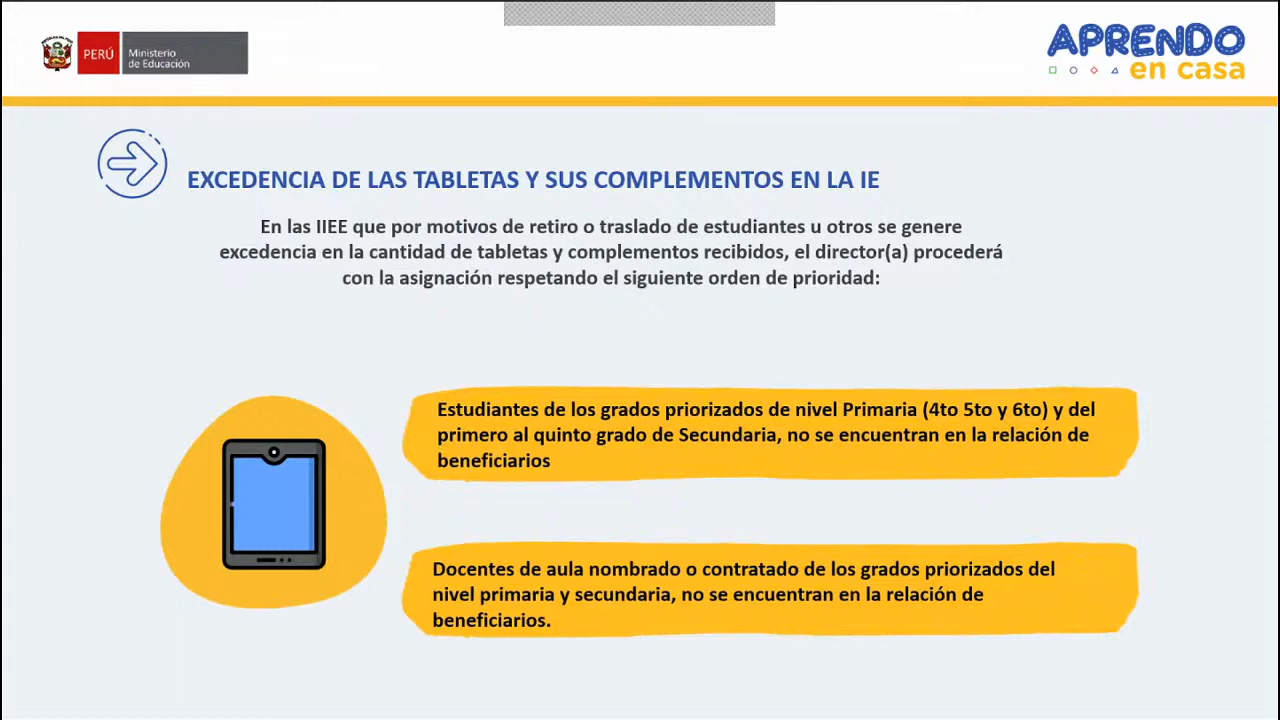 PERÚ
Ministerio
de Educación
APRENDO
en casa
EXCEDENCIA DE LAS TABLETAS Y SUS COMPLEMENTOS EN LA IE
En las IIEE que por motivos de retiro o traslado de estudiantes u otros se genere
excedencia en la cantidad de tabletas y complementos recibidos, el director(a) procederá
con la asignación respetando el siguiente orden de prioridad:
Estudiantes de los grados priorizados de nivel Primaria (4to 5to y 6to) y del
primero al quinto grado de Secundaria, no se encuentran en la relación de
beneficiarios
Docentes de aula nombrado o contratado de los grados priorizados del
nivel primaria y secundaria, no se encuentran en la relación de
beneficiarios.